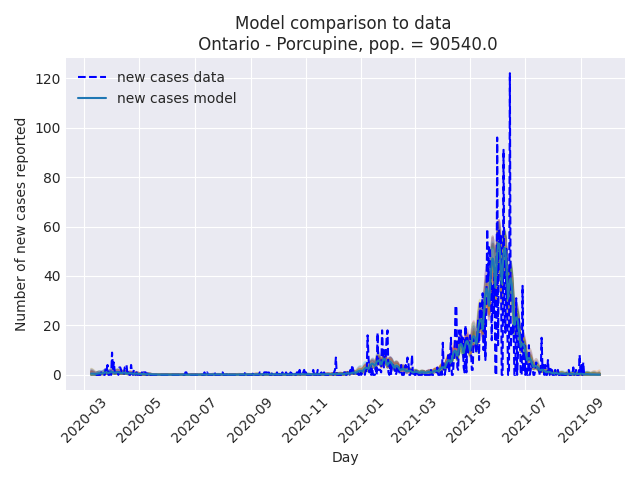 Model comparison to data
Ontario - Porcupine, pop. = 90540.0
new cases data
new cases model
Number of new cases reported
120
100
80
60
40
20
0
2020-03
2020-05
2020-07
2020-09
2020-11
2021-01
2021-03
2021-05
2021-07
2021-09
Day